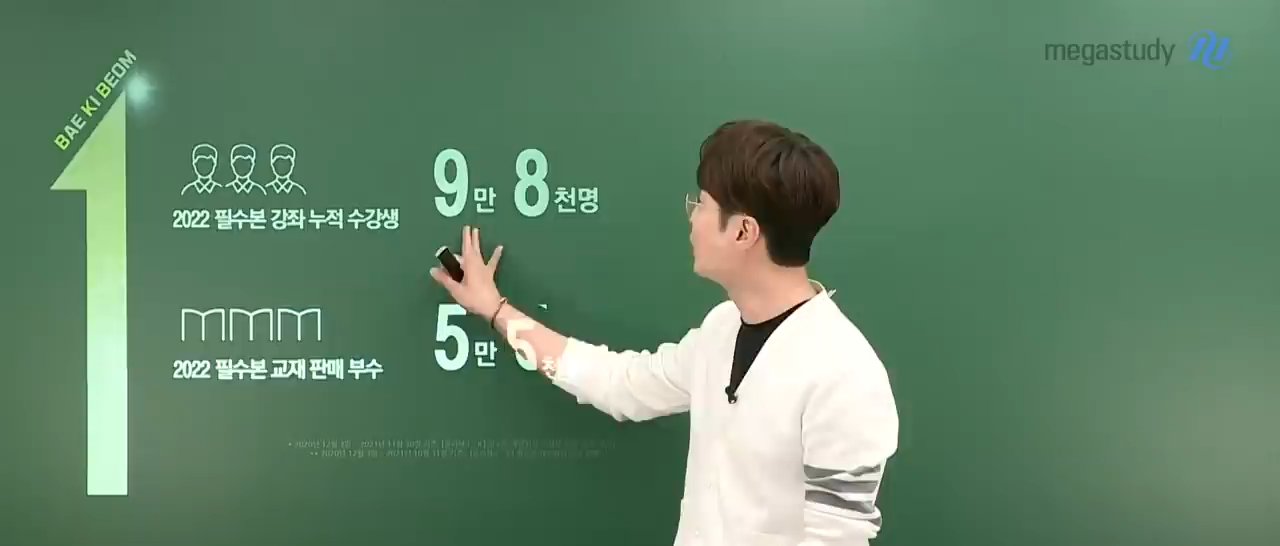 megastudy
BAE KI BEOM
9만 8천명
2022 필수본 강좌 누적 수강생
5만 5천
2022 필수본 교재 판매 부수